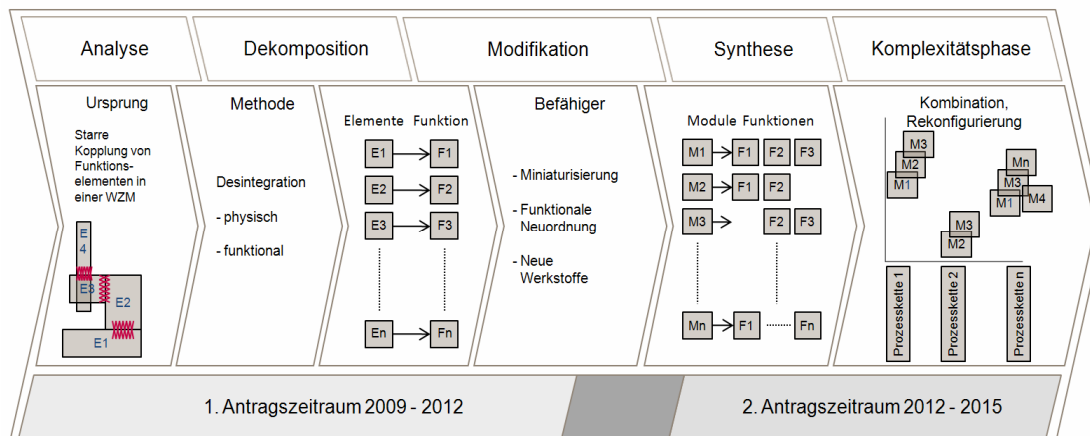 Analyse
Dekomposition
Modifikation
Synthese
Komplexitätsphase
Ursprung
Starre
Kopplung von
Funktions-
elementen in
einer WZM
E
4
E3
E2
E1
Methode
Desintegration
- physisch
- funktional
Elemente Funktion
E1 F1
E2 F2
E3 F3
En Fn
Befähiger
- Miniaturisierung
- Funktionale
Neuordnung
- Neue
Werkstoffe
Module Funktionen
M1 F1 F2 F3
M2 F1 F2
M3 F2 F3
Mn F1 Fn
Kombination,
Rekonfigurierung
M3
M2
M1
M3
M2
Mn
M3
M1 M4
Prozesskette 1
Prozesskette 2
Prozesskette n
1. Antragszeitraum 2009 - 2012
2. Antragszeitraum 2012 - 2015